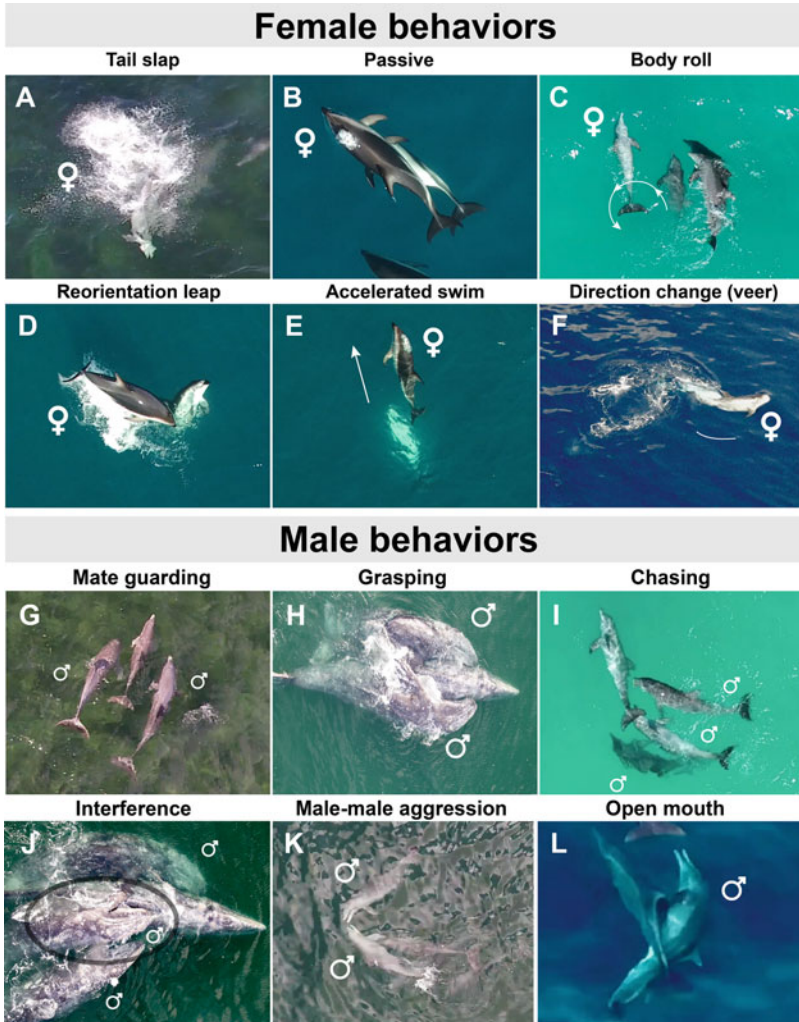 Female behaviors
Tail slap Passive Body roll
A B C
♀ ♀ ♀
Reorientation leap Accelerated swim Direction change (veer)
D E F
♀ ♀ ♀
Male behaviors
Mate guarding Grasping Chasing
G H I
♂ ♂ ♂ ♂ ♂ ♂ ♂
Interference Male-male aggression Open mouth
J K L
♂ ♂ ♂ ♂ ♂ ♂